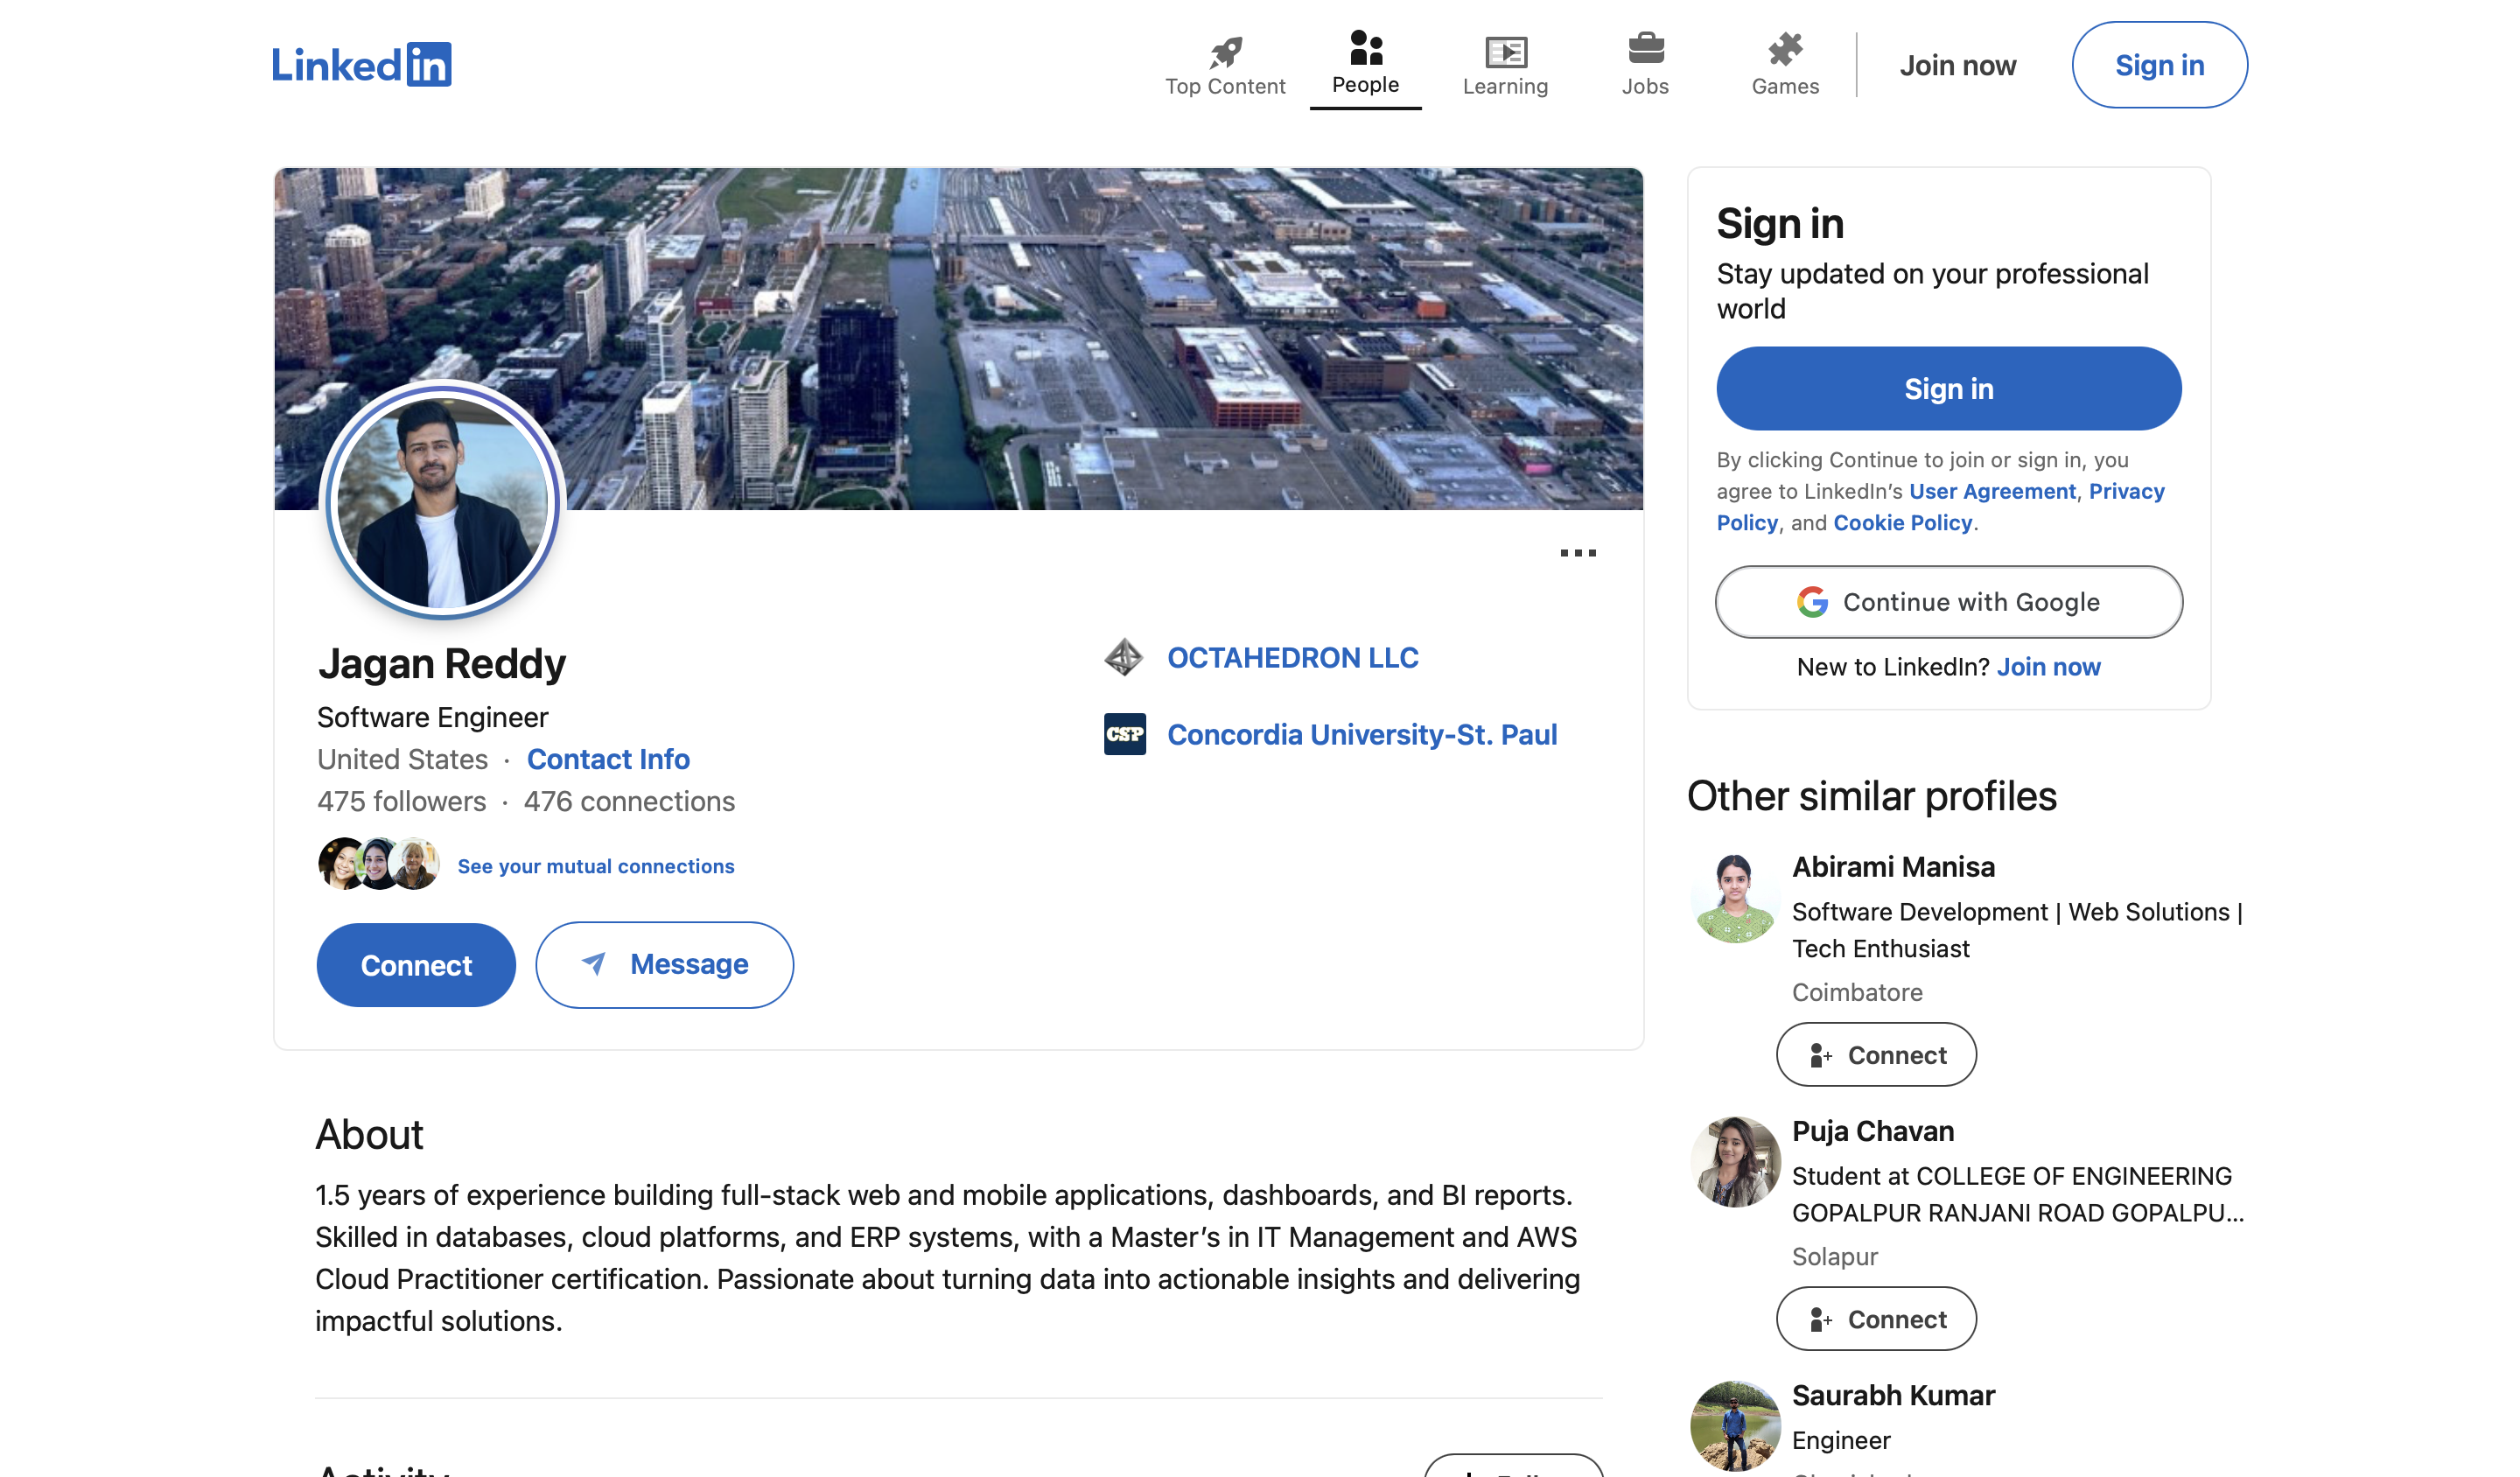 LinkedIn
Top Content
People
Learning
Jobs
Games
Join now
Sign in
Jagan Reddy
Software Engineer
United States · Contact Info
475 followers · 476 connections
See your mutual connections
Connect
Message
OCTAHEDRON LLC
CSP
Concordia University-St. Paul
About
1.5 years of experience building full-stack web and mobile applications, dashboards, and BI reports.
Skilled in databases, cloud platforms, and ERP systems, with a Master’s in IT Management and AWS
Cloud Practitioner certification. Passionate about turning data into actionable insights and delivering
impactful solutions.
Activity
Sign in
Stay updated on your professional
world
Sign in
By clicking Continue to join or sign in, you
agree to LinkedIn’s User Agreement, Privacy
Policy, and Cookie Policy.
Continue with Google
New to LinkedIn? Join now
Other similar profiles
Abirami Manisa
Software Development | Web Solutions |
Tech Enthusiast
Coimbatore
Connect
Puja Chavan
Student at COLLEGE OF ENGINEERING
GOPALPUR RANJANI ROAD GOPALPU...
Solapur
Connect
Saurabh Kumar
Engineer